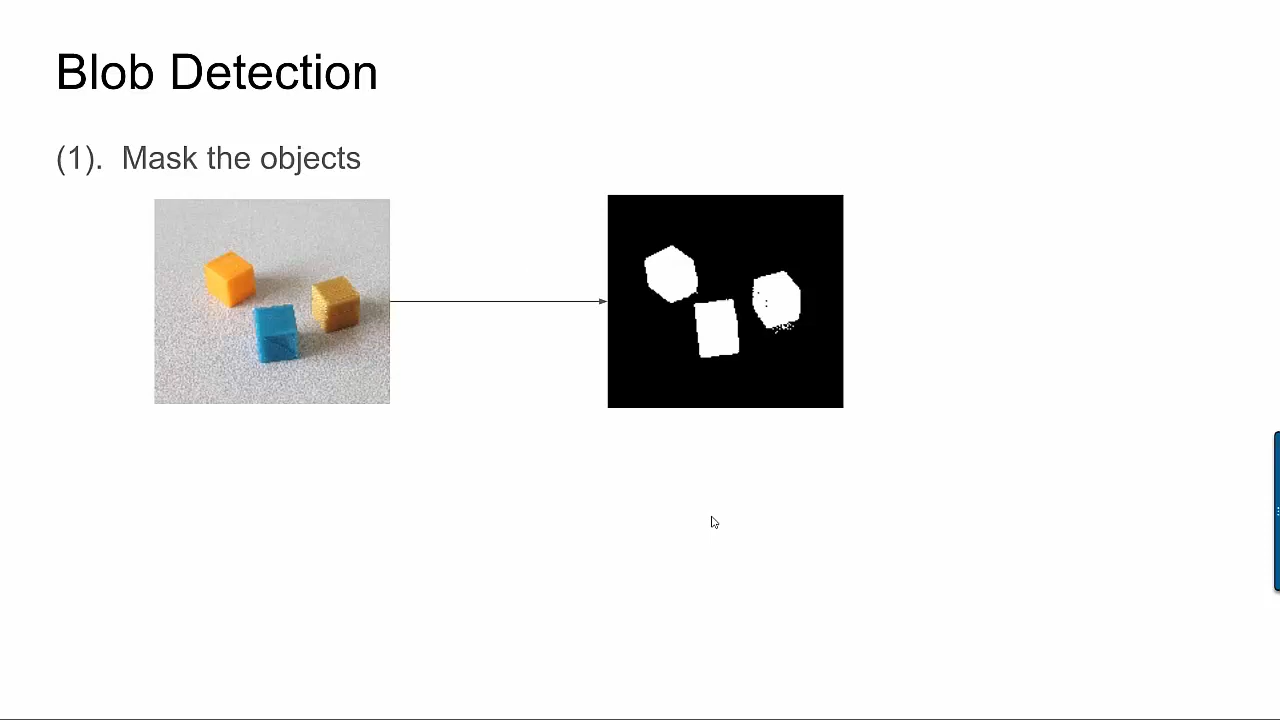 Blob Detection
(1). Mask the objects